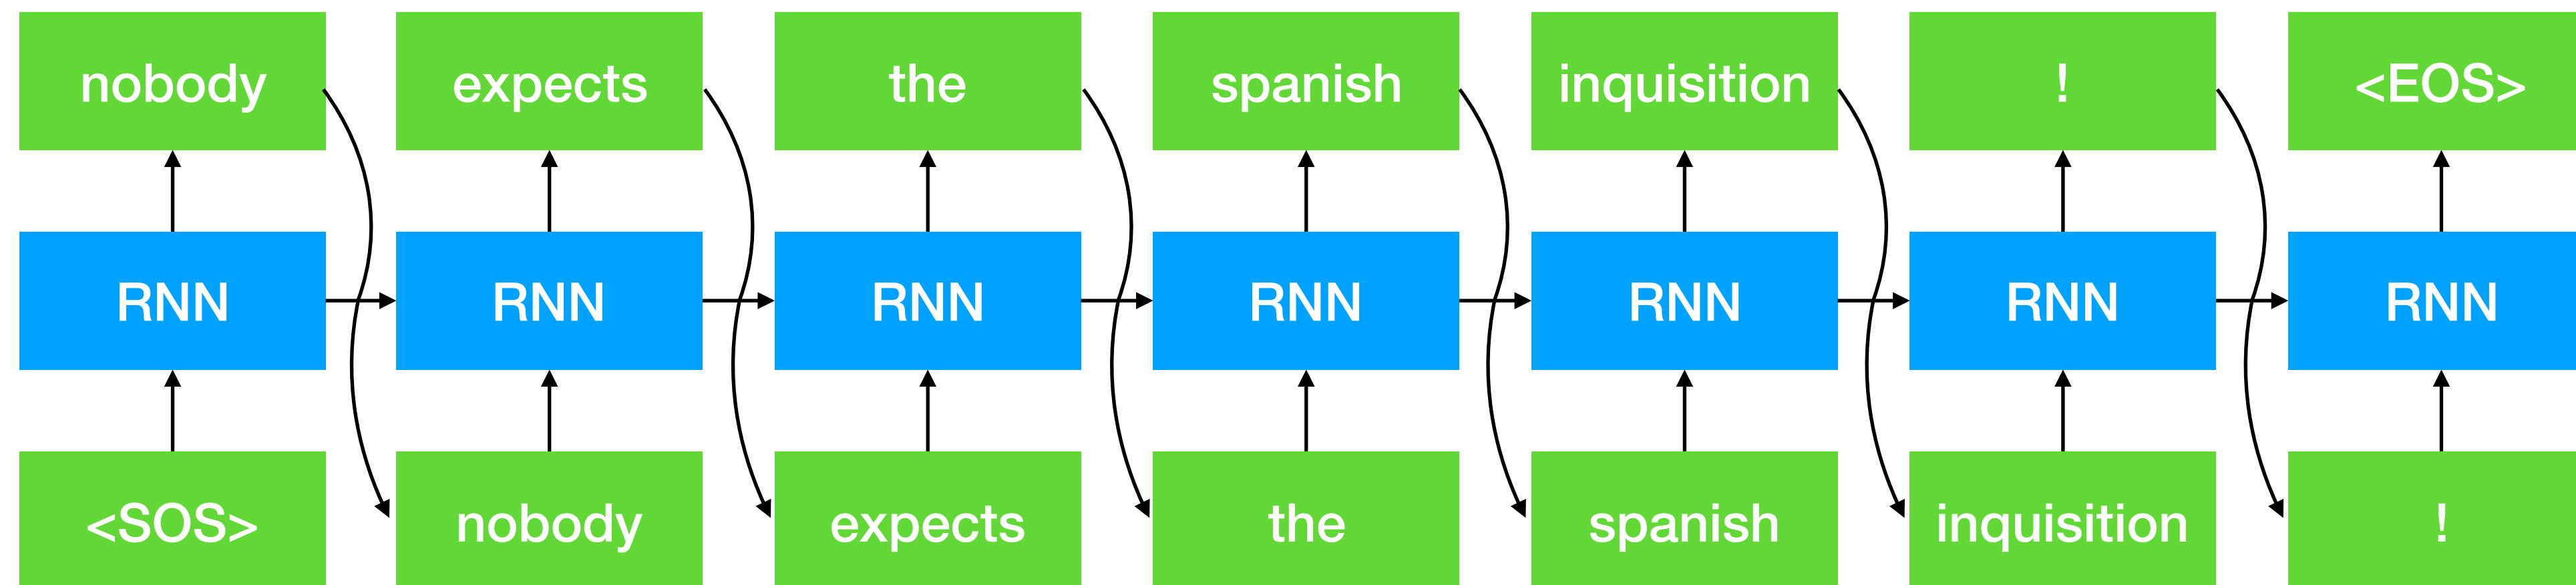 nobody expects the spanish inquisition ! <EOS>
RNN RNN RNN RNN RNN RNN RNN
<SOS> nobody expects the spanish inquisition !